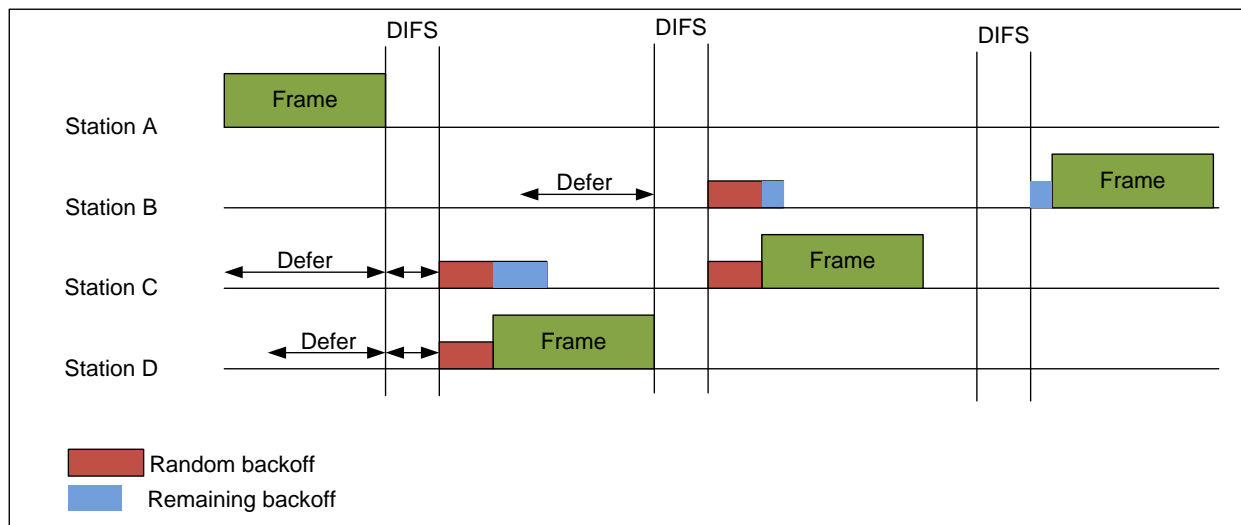 DIFS
DIFS
DIFS
Frame
Station A
Defer
Frame
Station B
Defer
Frame
Station C
Defer
Frame
Station D
Random backoff
Remaining backoff